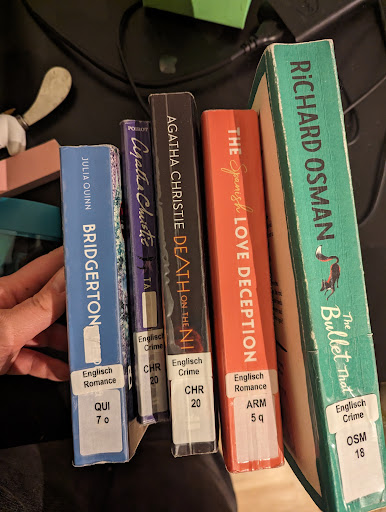 JULIA QUINN
BRIDGERTON
Englisch
Romance
QUI
7 o
POIROT
Agatha Christie
Englisch
Crime
CHR
20
AGATHA CHRISTIE
DEATH ON THE NI
Englisch
Crime
CHR
20
THE Spanish LOVE DECEPTION
Englisch
Romance
ARM
5 q
RICHARD OSMAN
The Bullet That
Englisch
Crime
OSM
18